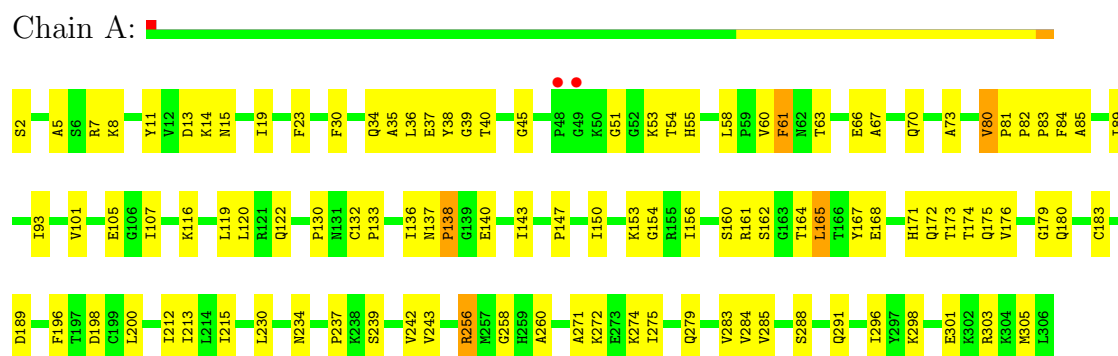 Chain A:
S2 A5 S6 R7 K8 Y11 V12 D13 K14 N15 I19 F23 F30 Q34 A35 L36 E37 Y38 G39 T40 G45 P48 G49 K50 G51 G52 K53 T54 H55 L58 P59 V60 F61 N62 T63 E66 A67 Q70 A73 V80 P81 P82 P83 F84 A85 I89
I93 V101 E105 G106 I107 K116 L119 L120 R121 Q122 P130 N131 C132 P133 I136 N137 P138 G139 E140 I143 P147 I150 K153 G154 R155 I156 S160 R161 S162 G163 T164 L165 T166 Y167 E168 H171 Q172 T173 T174 Q175 V176 G179 Q180 C183
D189 F196 T197 D198 C199 L200 I212 I213 L214 I215 L230 N234 P237 K238 S239 V242 V243 R256 M257 G258 H259 A260 A271 K272 E273 K274 I275 Q279 V283 V284 V285 S288 Q291 I296 Y297 K298 E301 K302 R303 K304 M305 L306